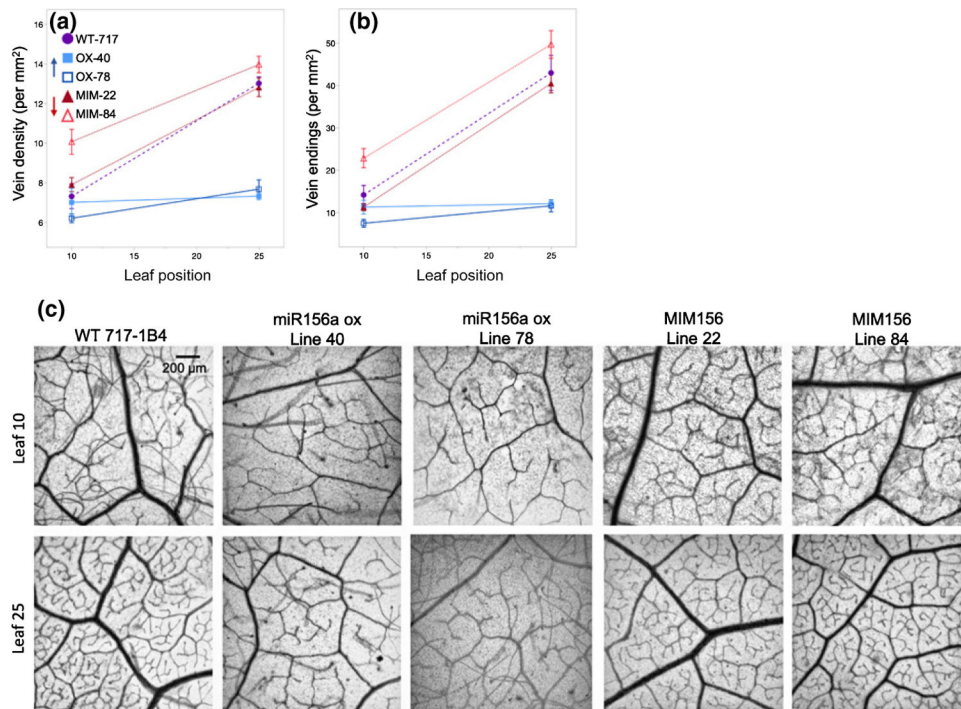 (a)
Vein density (per mm²)
16
14
12
10
8
6
WT-717
OX-40
OX-78
MIM-22
MIM-84
10
15
20
25
Leaf position
(b)
Vein endings (per mm²)
50
40
30
20
10
10
15
20
25
Leaf position
(c)
WT 717-1B4
miR156a ox
Line 40
miR156a ox
Line 78
MIM156
Line 22
MIM156
Line 84
200 µm
Leaf 10
Leaf 25